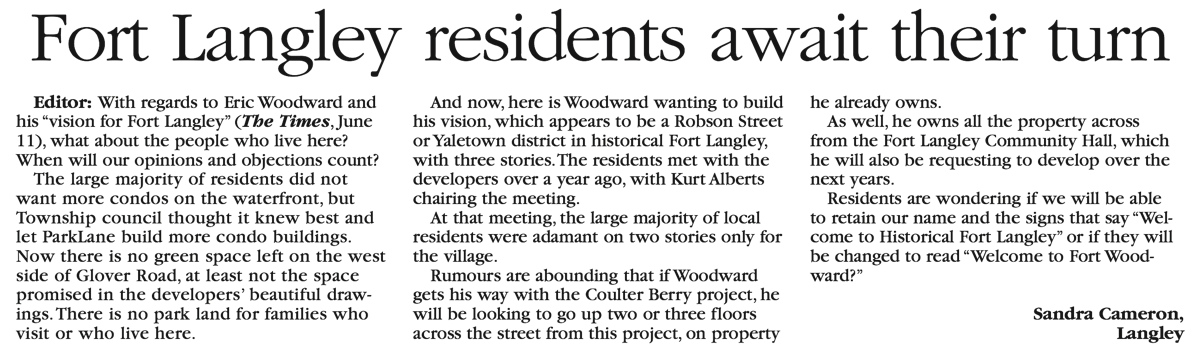 Fort Langley residents await their turn
Editor: With regards to Eric Woodward and
his “vision for Fort Langley” (The Times, June
11), what about the people who live here?
When will our opinions and objections count?
The large majority of residents did not
want more condos on the waterfront, but
Township council thought it knew best and
let ParkLane build more condo buildings.
Now there is no green space left on the west
side of Glover Road, at least not the space
promised in the developers’ beautiful draw-
ings. There is no park land for families who
visit or who live here.
And now, here is Woodward wanting to build
his vision, which appears to be a Robson Street
or Yaletown district in historical Fort Langley,
with three stories. The residents met with the
developers over a year ago, with Kurt Alberts
chairing the meeting.
At that meeting, the large majority of local
residents were adamant on two stories only for
the village.
Rumours are abounding that if Woodward
gets his way with the Coulter Berry project, he
will be looking to go up two or three floors
across the street from this project, on property
he already owns.
As well, he owns all the property across
from the Fort Langley Community Hall, which
he will also be requesting to develop over the
next years.
Residents are wondering if we will be able
to retain our name and the signs that say “Wel-
come to Historical Fort Langley” or if they will
be changed to read “Welcome to Fort Wood-
ward?”
Sandra Cameron,
Langley